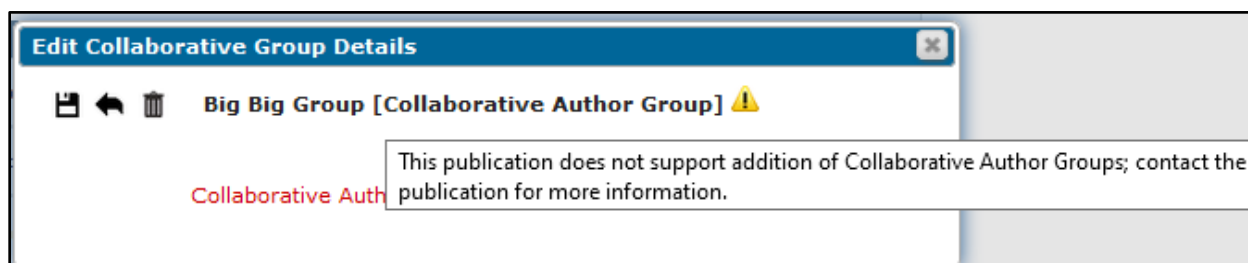 Edit Collaborative Group Details
Big Big Group [Collaborative Author Group]
This publication does not support addition of Collaborative Author Groups; contact the
publication for more information.
Collaborative